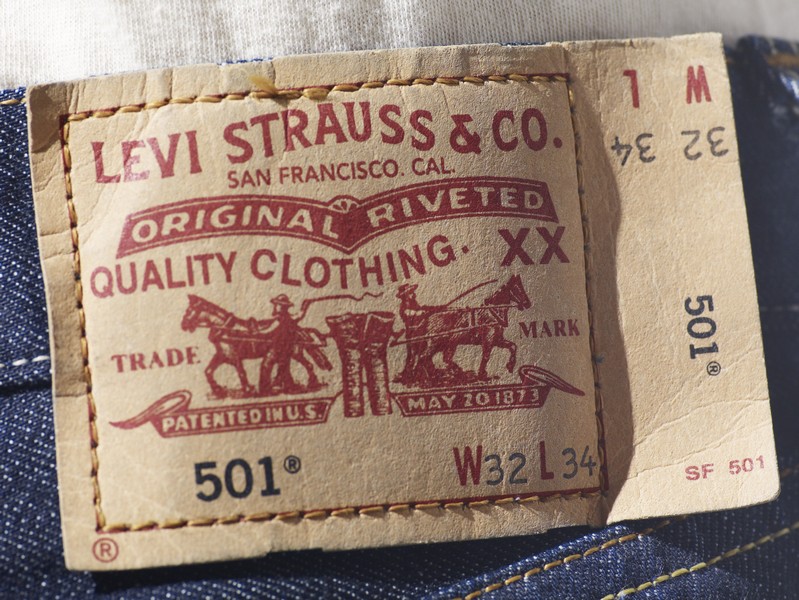 LEVI STRAUSS & CO.
SAN FRANCISCO. CAL.
ORIGINAL RIVETED
QUALITY CLOTHING. XX
TRADE MARK
PATENTED IN U.S. MAY 20 1873
501® W32 L34
®
W L
32 34
501®
SF 501